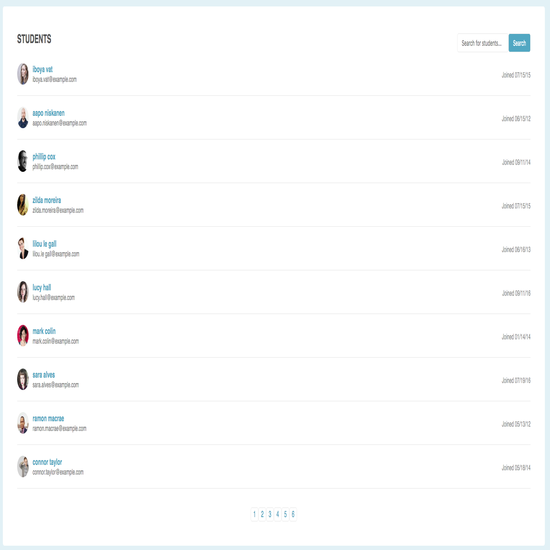 STUDENTS
Search for students...
Search
iboya vat
iboya.vat@example.com
Joined 07/15/15
aapo niskanen
aapo.niskanen@example.com
Joined 06/15/12
phillip cox
phillip.cox@example.com
Joined 09/11/14
zilda moreira
zilda.moreira@example.com
Joined 07/15/15
lilou le gall
lilou.le gall@example.com
Joined 06/16/13
lucy hall
lucy.hall@example.com
Joined 09/11/16
mark colin
mark.colin@example.com
Joined 01/14/14
sara alves
sara.alves@example.com
Joined 07/19/16
ramon macrae
ramon.macrae@example.com
Joined 05/13/12
connor taylor
connor.taylor@example.com
Joined 05/18/14
1 2 3 4 5 6